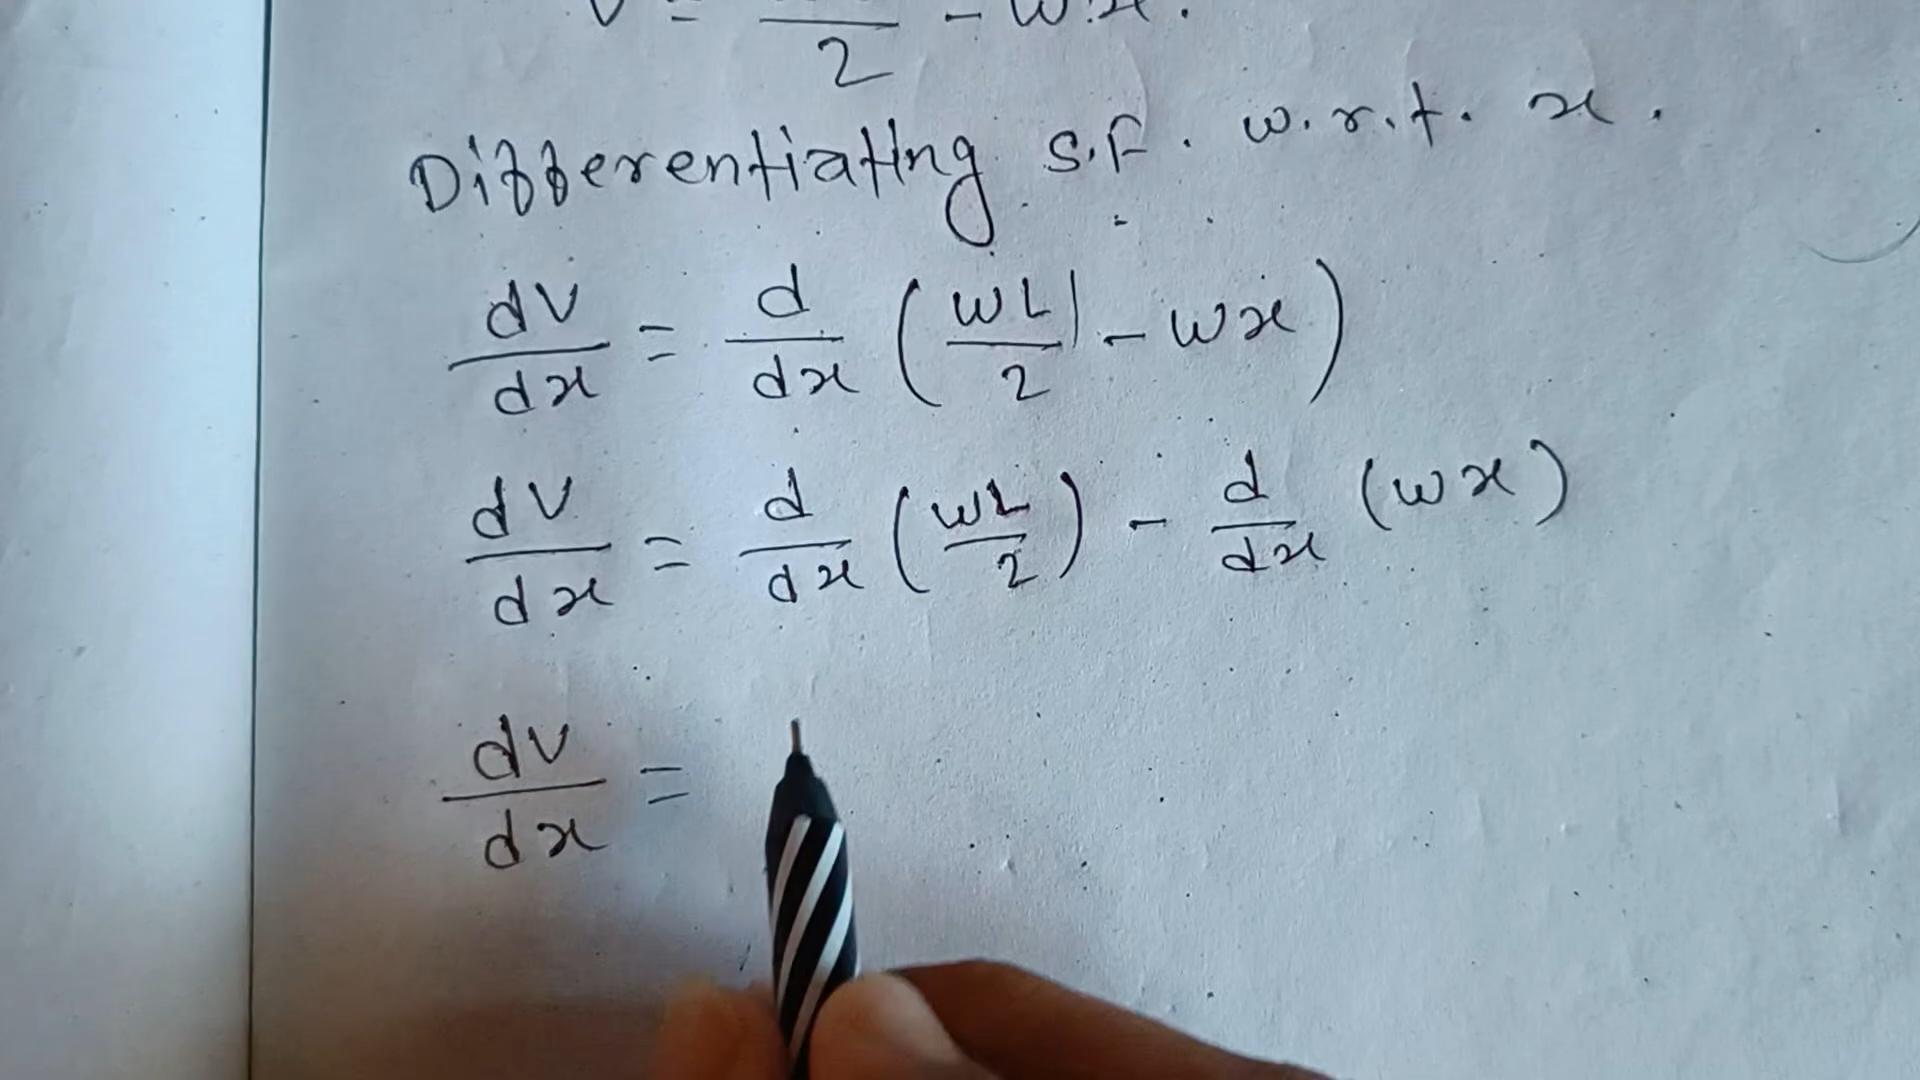 V = ―/2 - w.x.
Differentiating S.F. w.r.t. x.
dV/dx = d/dx (wL/2 - wx)
dV/dx = d/dx (wL/2) - d/dx (wx)
dV/dx =